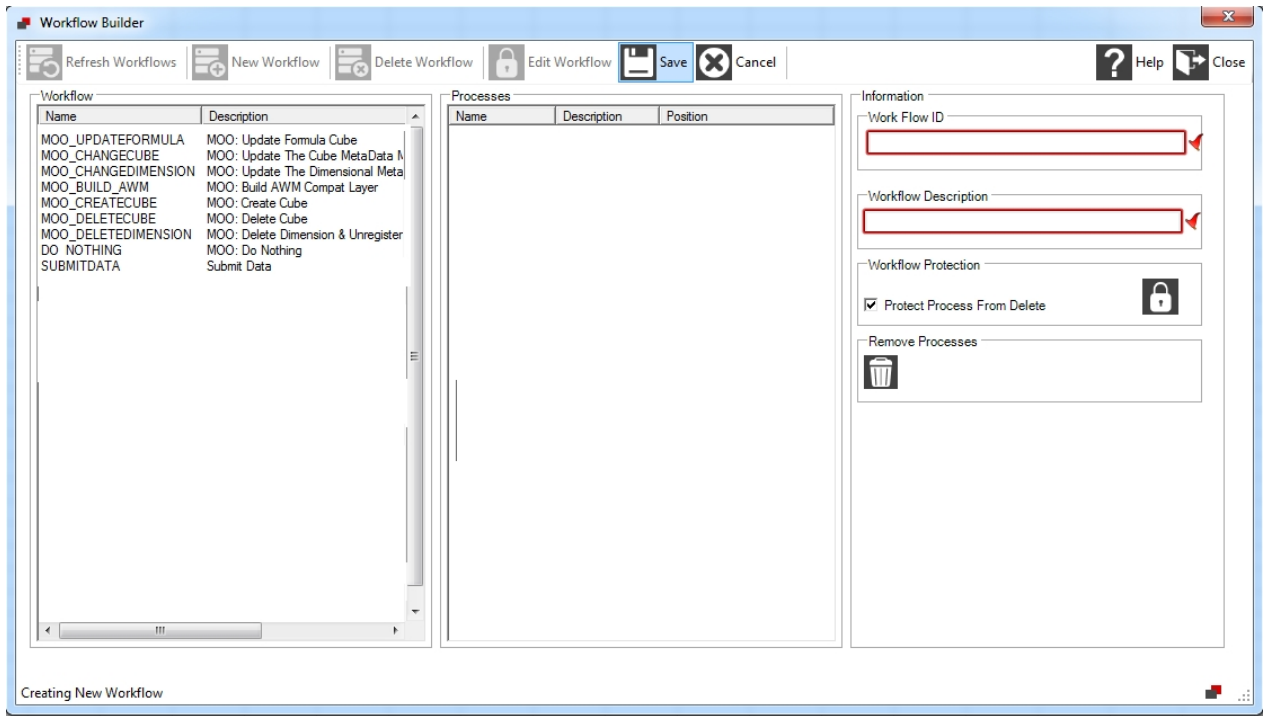 Workflow Builder
Refresh Workflows New Workflow Delete Workflow Edit Workflow Save Cancel Help Close
Workflow
Name Description
MOO_UPDATEFORMULA MOO: Update Formula Cube
MOO_CHANGECUBE MOO: Update The Cube MetaData M
MOO_CHANGEDIMENSION MOO: Update The Dimensional Meta
MOO_BUILD_AWM MOO: Build AWM Compat Layer
MOO_CREATECUBE MOO: Create Cube
MOO_DELETECUBE MOO: Delete Cube
MOO_DELETEDIMENSION MOO: Delete Dimension & Unregister
DO NOTHING MOO: Do Nothing
SUBMITDATA Submit Data
Processes
Name Description Position
Information
Work Flow ID
Workflow Description
Workflow Protection
Protect Process From Delete
Remove Processes
Creating New Workflow